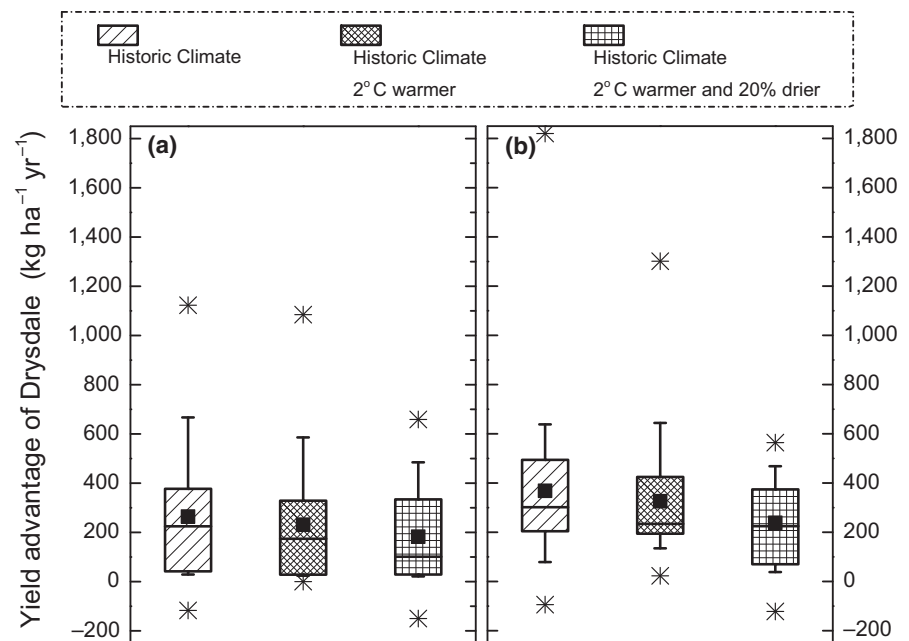 Historic Climate
Historic Climate
2°C warmer
Historic Climate
2°C warmer and 20% drier
Yield advantage of Drysdale (kg ha⁻¹ yr⁻¹)
(a)
1,800
1,600
1,400
1,200
1,000
800
600
400
200
0
–200
(b)
1,800
1,600
1,400
1,200
1,000
800
600
400
200
0
–200